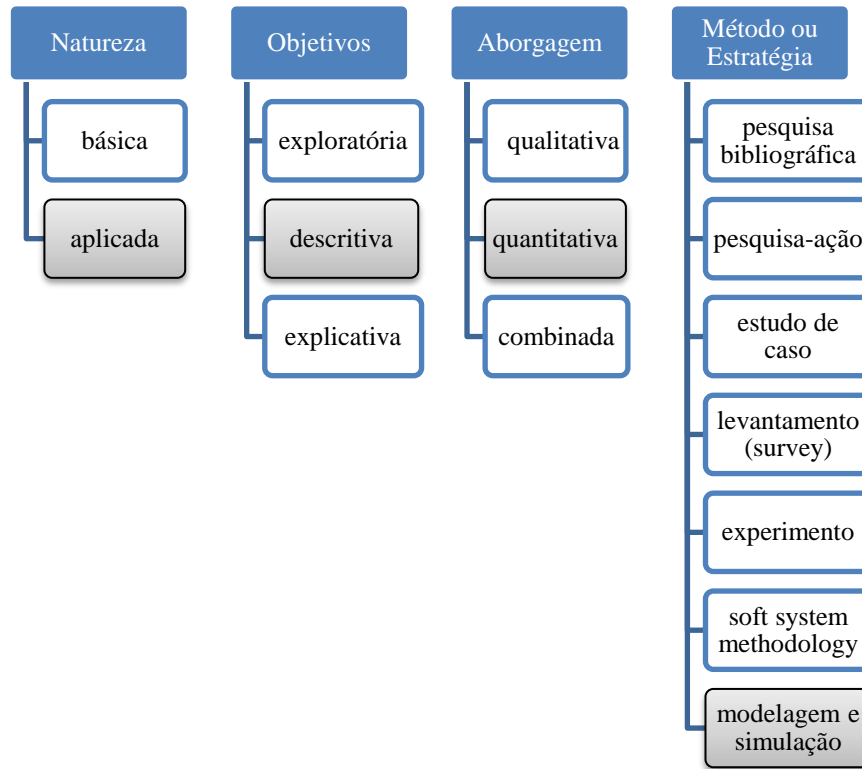 Natureza
básica
aplicada
Objetivos
exploratória
descritiva
explicativa
Aborgagem
qualitativa
quantitativa
combinada
Método ou
Estratégia
pesquisa
bibliográfica
pesquisa-ação
estudo de
caso
levantamento
(survey)
experimento
soft system
methodology
modelagem e
simulação